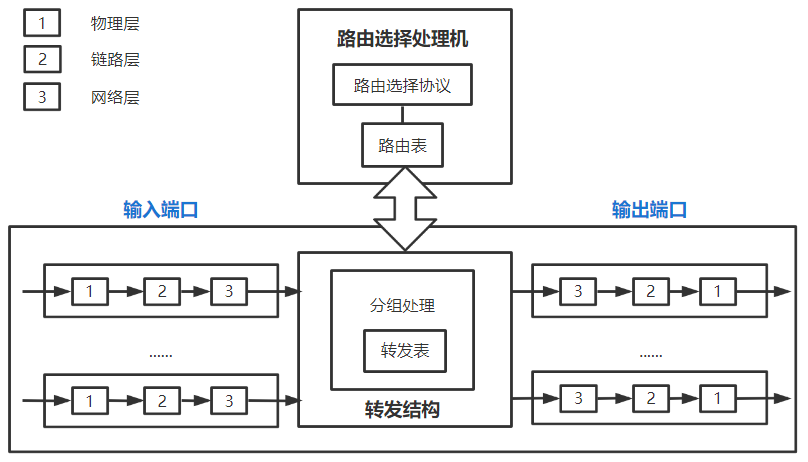 1 物理层
2 链路层
3 网络层
路由选择处理机
路由选择协议
路由表
输入端口
输出端口
1 2 3
......
1 2 3
分组处理
转发表
转发结构
3 2 1
......
3 2 1